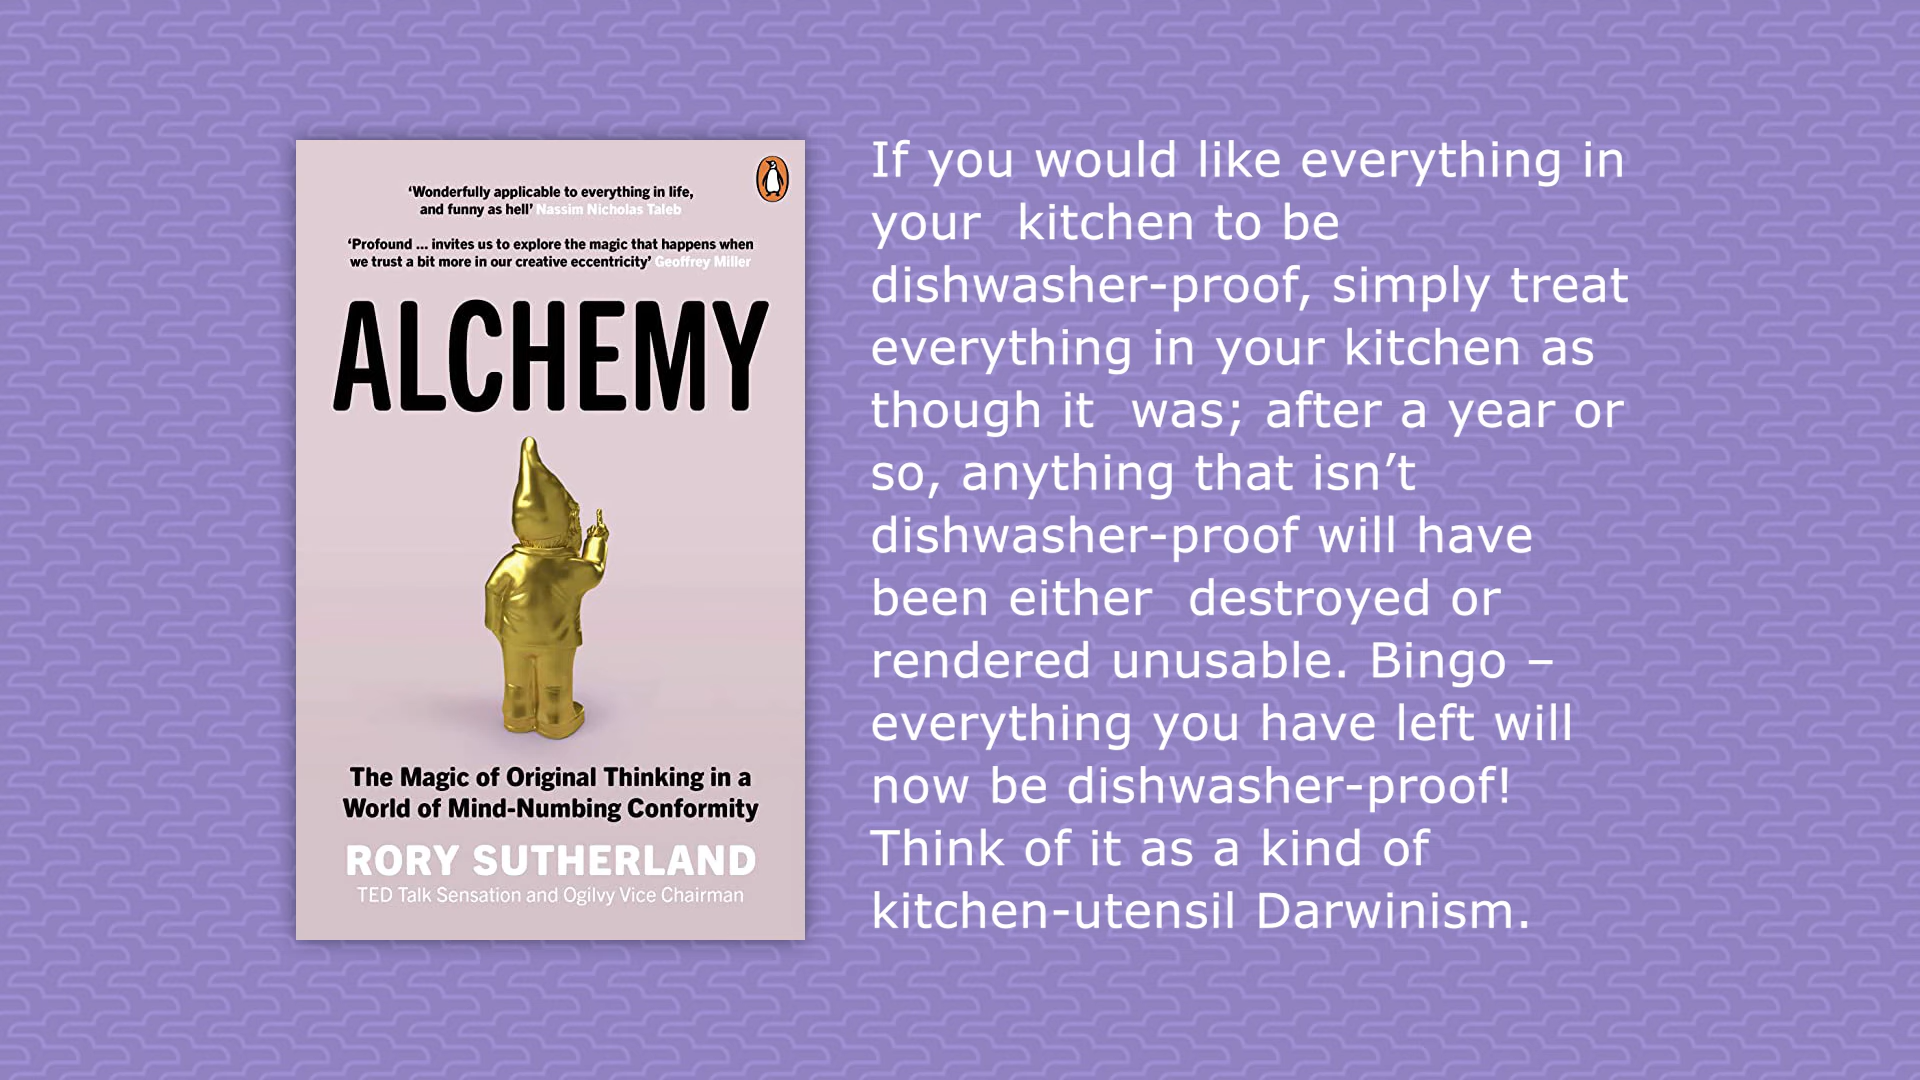 ‘Wonderfully applicable to everything in life,
and funny as hell’ Nassim Nicholas Taleb
‘Profound ... invites us to explore the magic that happens when
we trust a bit more in our creative eccentricity’ Geoffrey Miller
ALCHEMY
The Magic of Original Thinking in a
World of Mind-Numbing Conformity
RORY SUTHERLAND
TED Talk Sensation and Ogilvy Vice Chairman
If you would like everything in
your  kitchen to be
dishwasher-proof, simply treat
everything in your kitchen as
though it  was; after a year or
so, anything that isn’t
dishwasher-proof will have
been either  destroyed or
rendered unusable. Bingo –
everything you have left will
now be dishwasher-proof!
Think of it as a kind of
kitchen-utensil Darwinism.